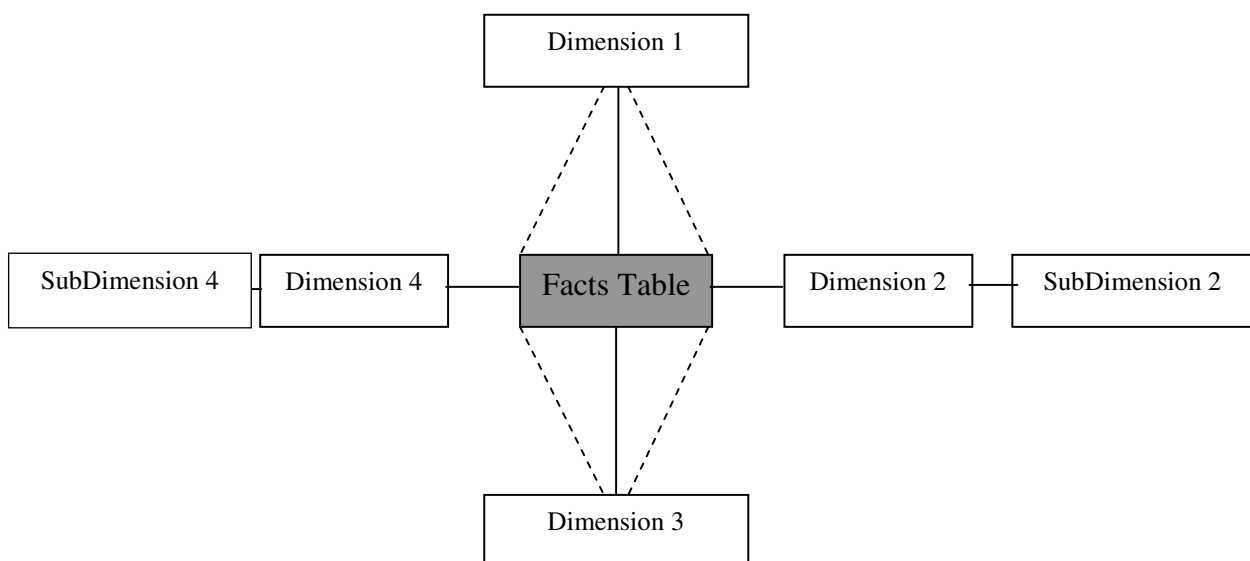 Dimension 1
SubDimension 4
Dimension 4
Facts Table
Dimension 2
SubDimension 2
Dimension 3